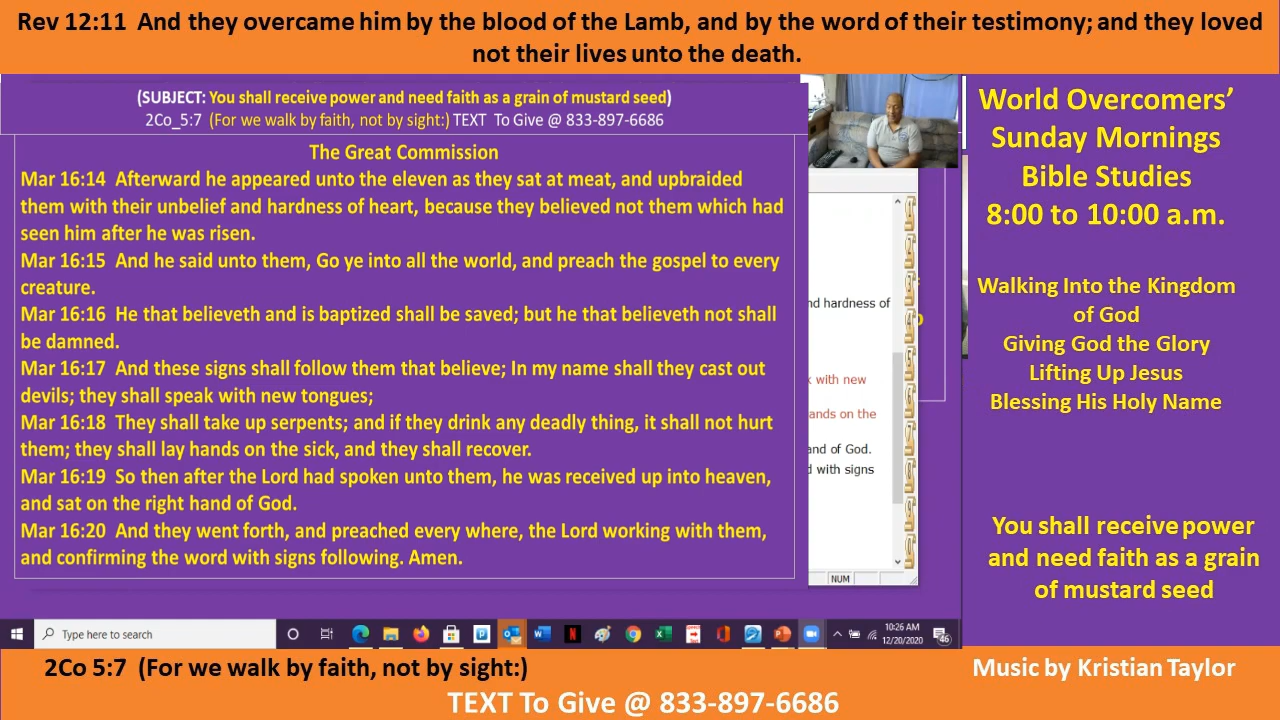 Rev 12:11  And they overcame him by the blood of the Lamb, and by the word of their testimony; and they loved
not their lives unto the death.
(SUBJECT: You shall receive power and need faith as a grain of mustard seed)
2Co_5:7  (For we walk by faith, not by sight:) TEXT  To Give @ 833-897-6686
The Great Commission
Mar 16:14  Afterward he appeared unto the eleven as they sat at meat, and upbraided
them with their unbelief and hardness of heart, because they believed not them which had
seen him after he was risen.
Mar 16:15  And he said unto them, Go ye into all the world, and preach the gospel to every
creature.
Mar 16:16  He that believeth and is baptized shall be saved; but he that believeth not shall
be damned.
Mar 16:17  And these signs shall follow them that believe; In my name shall they cast out
devils; they shall speak with new tongues;
Mar 16:18  They shall take up serpents; and if they drink any deadly thing, it shall not hurt
them; they shall lay hands on the sick, and they shall recover.
Mar 16:19  So then after the Lord had spoken unto them, he was received up into heaven,
and sat on the right hand of God.
Mar 16:20  And they went forth, and preached every where, the Lord working with them,
and confirming the word with signs following. Amen.
hardness of
with new
on the
of God.
with signs
NUM
World Overcomers'
Sunday Mornings
Bible Studies
8:00 to 10:00 a.m.
Walking Into the Kingdom
of God
Giving God the Glory
Lifting Up Jesus
Blessing His Holy Name
You shall receive power
and need faith as a grain
of mustard seed
Type here to search
10:26 AM
12/20/2020
46
2Co 5:7  (For we walk by faith, not by sight:)
Music by Kristian Taylor
TEXT To Give @ 833-897-6686